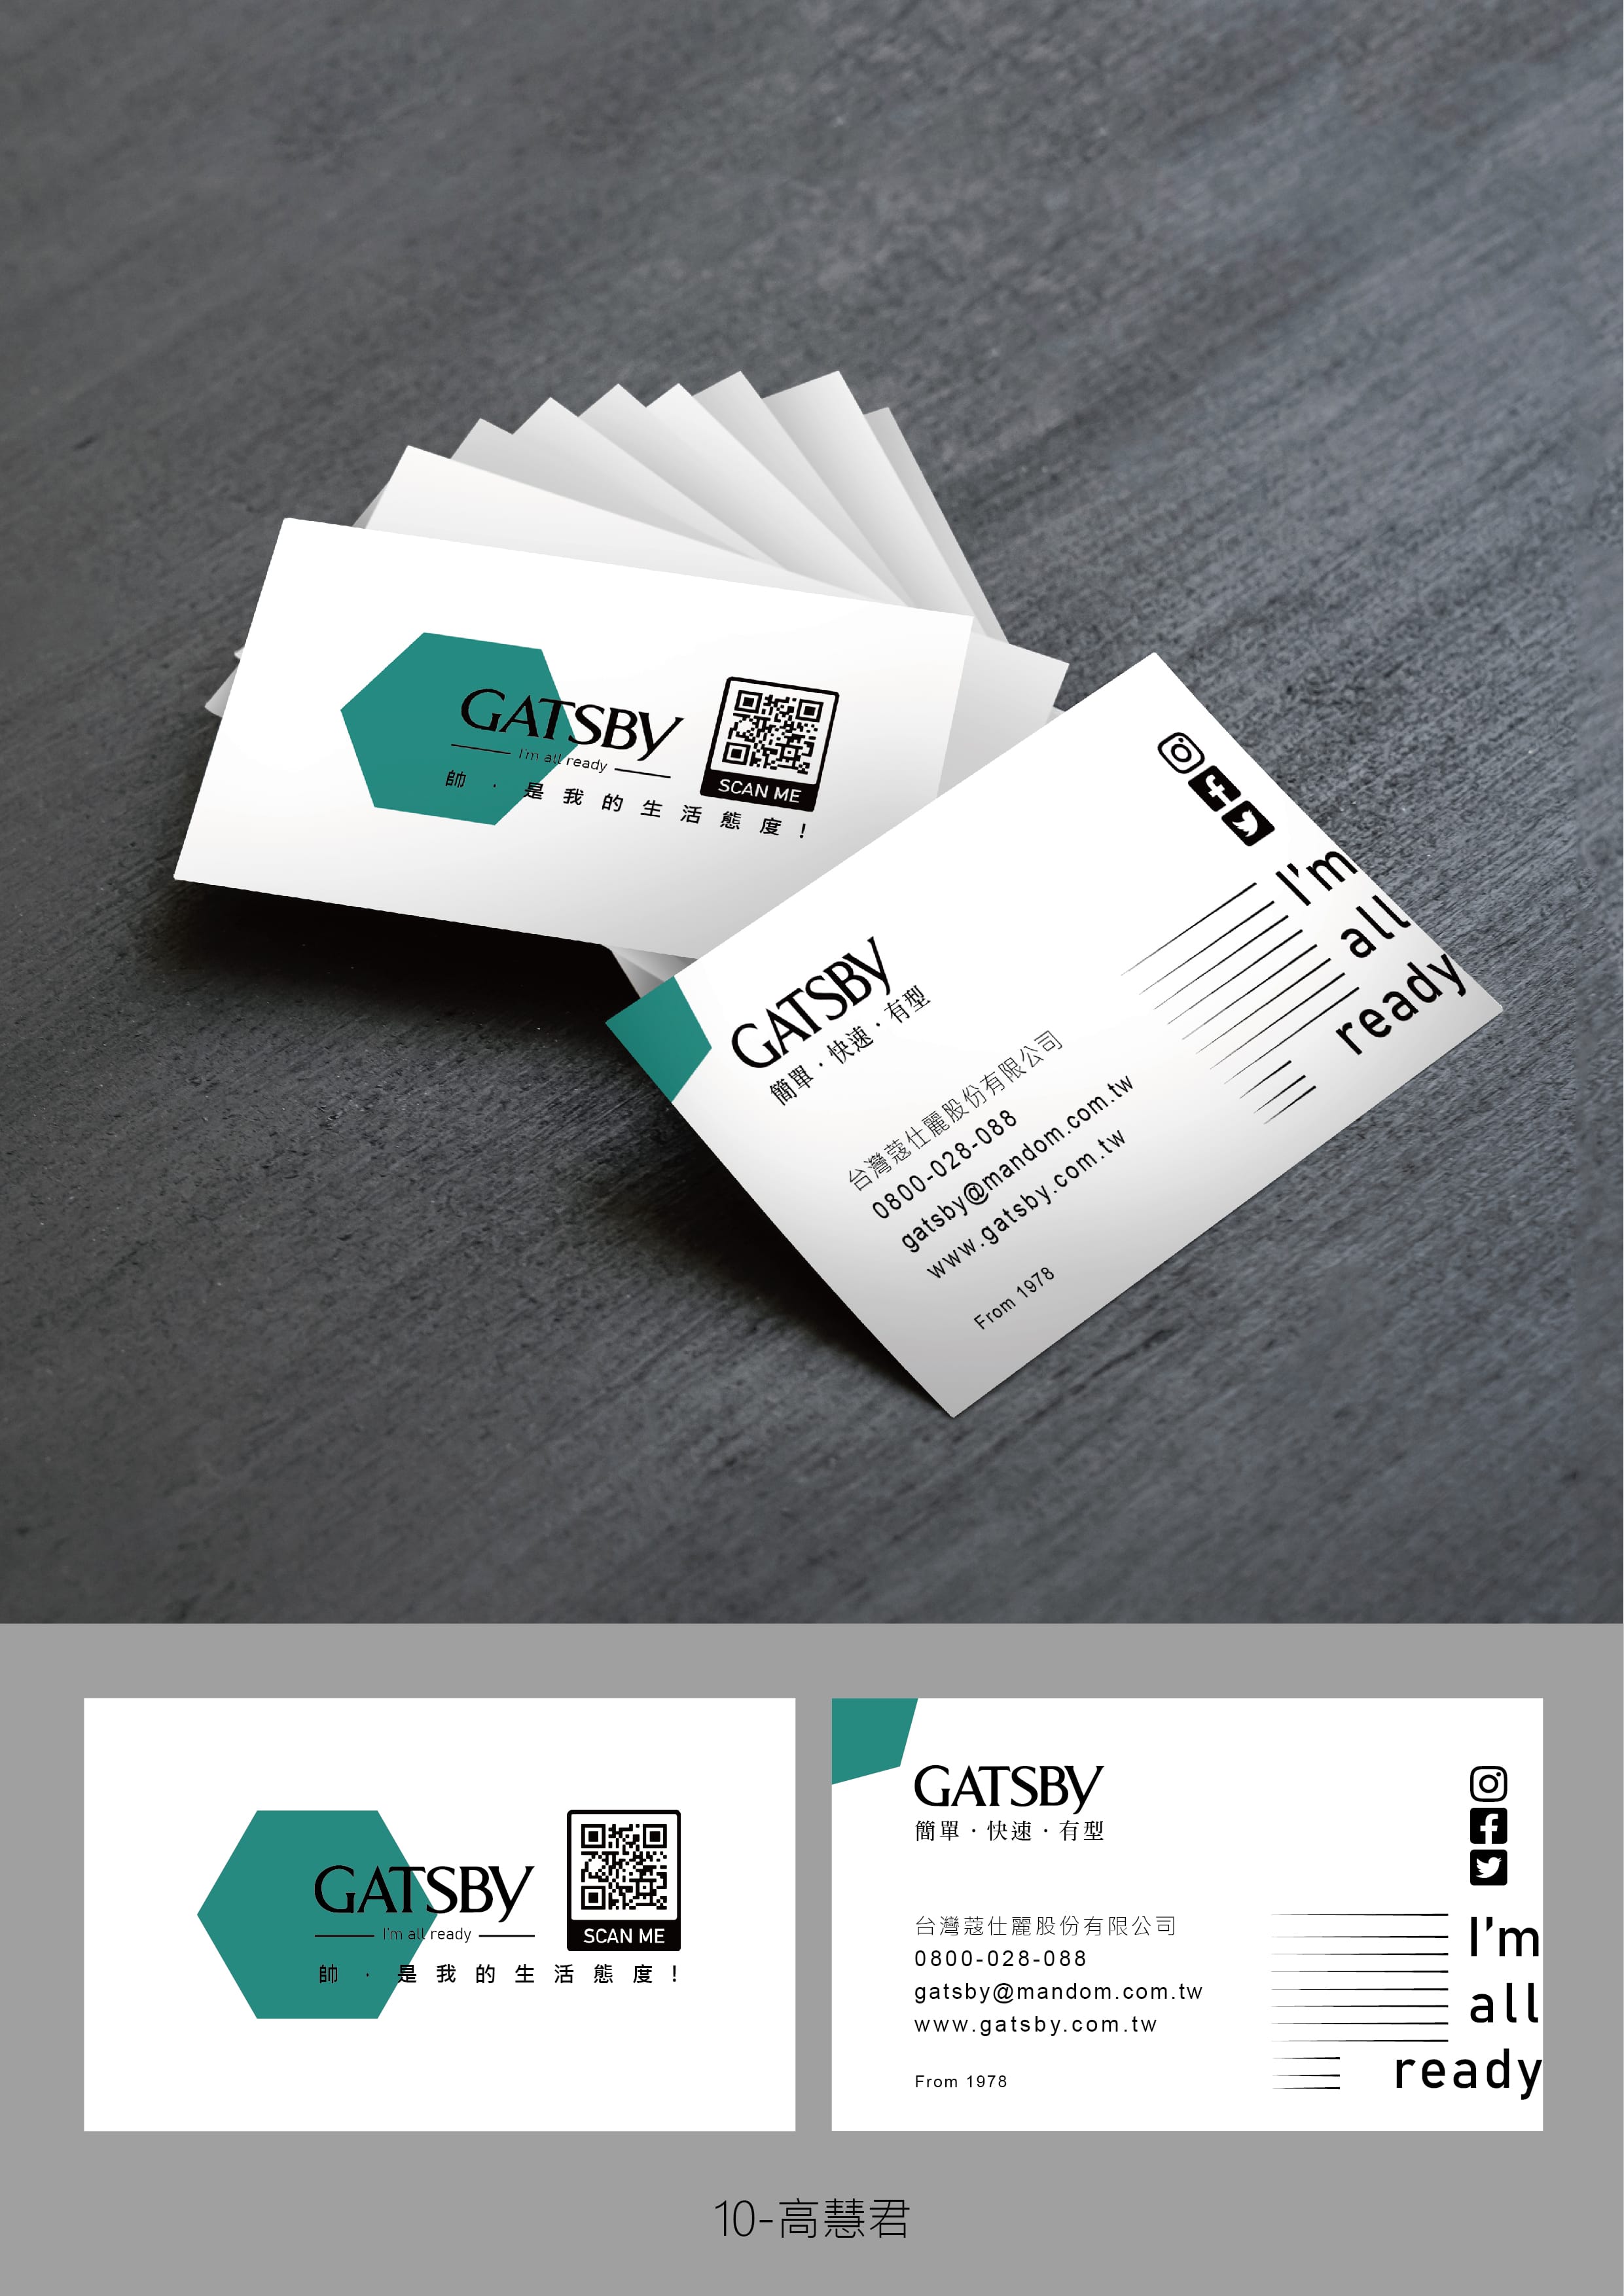 GATSBY
I'm all ready
帥 · 是我的生活態度!
SCAN ME
I'm
all
ready
GATSBY
簡單 · 快速 · 有型
台灣蔻仕麗股份有限公司
0800-028-088
gatsby@mandom.com.tw
www.gatsby.com.tw
From 1978
GATSBY
I'm all ready
帥 · 是我的生活態度!
SCAN ME
GATSBY
簡單 · 快速 · 有型
台灣蔻仕麗股份有限公司
0800-028-088
gatsby@mandom.com.tw
www.gatsby.com.tw
From 1978
I'm
all
ready
10-高慧君